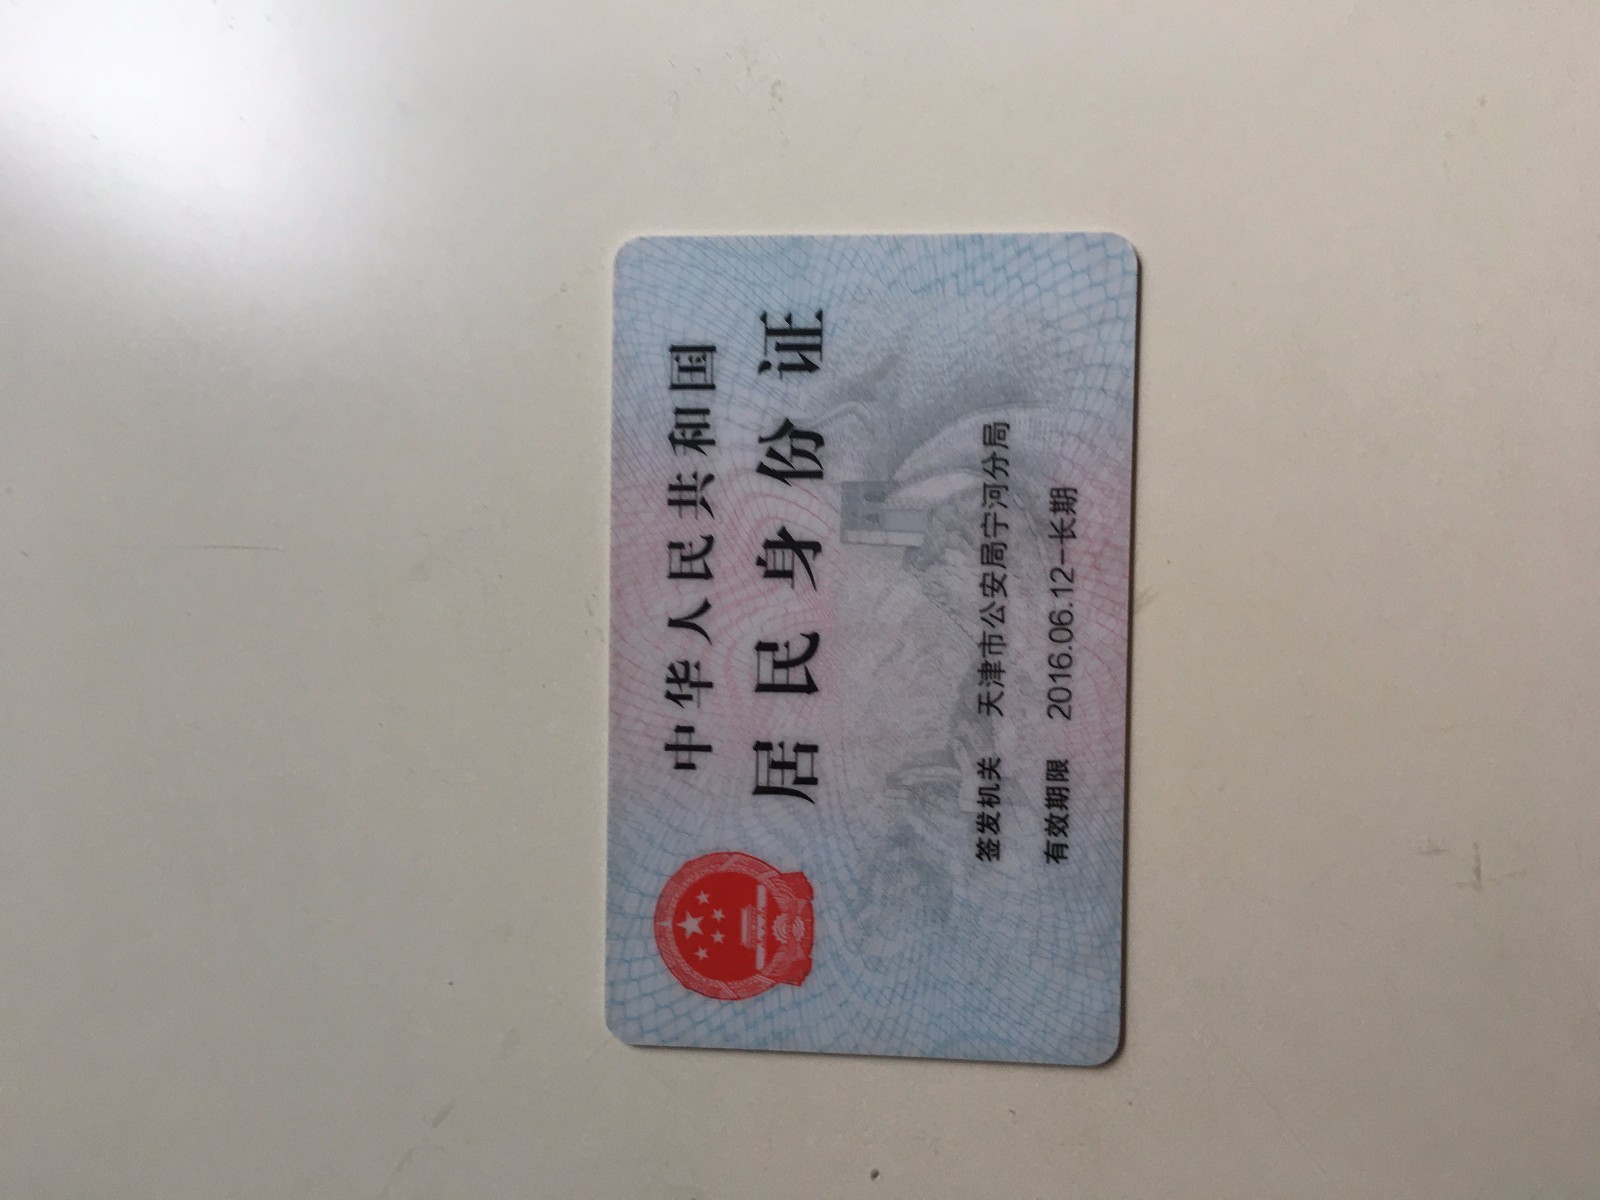 中华人民共和国
居民身份证
签发机关 天津市公安局宁河分局
有效期限 2016.06.12-长期